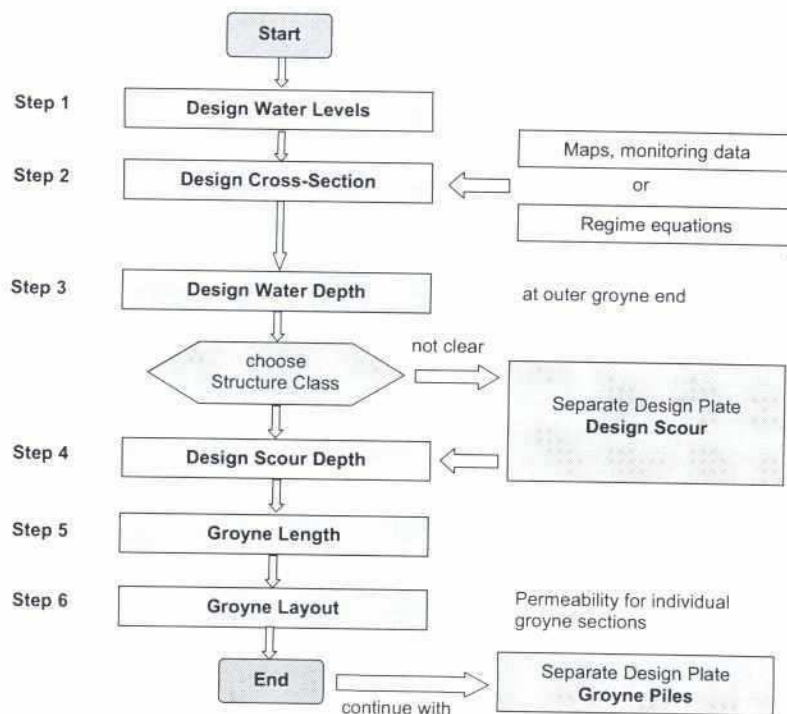 Start
Step 1
Design Water Levels
Step 2
Design Cross-Section
Maps, monitoring data
or
Regime equations
Step 3
Design Water Depth
at outer groyne end
choose
Structure Class
not clear
Separate Design Plate
Design Scour
Step 4
Design Scour Depth
Step 5
Groyne Length
Step 6
Groyne Layout
Permeability for individual
groyne sections
End
continue with
Separate Design Plate
Groyne Piles